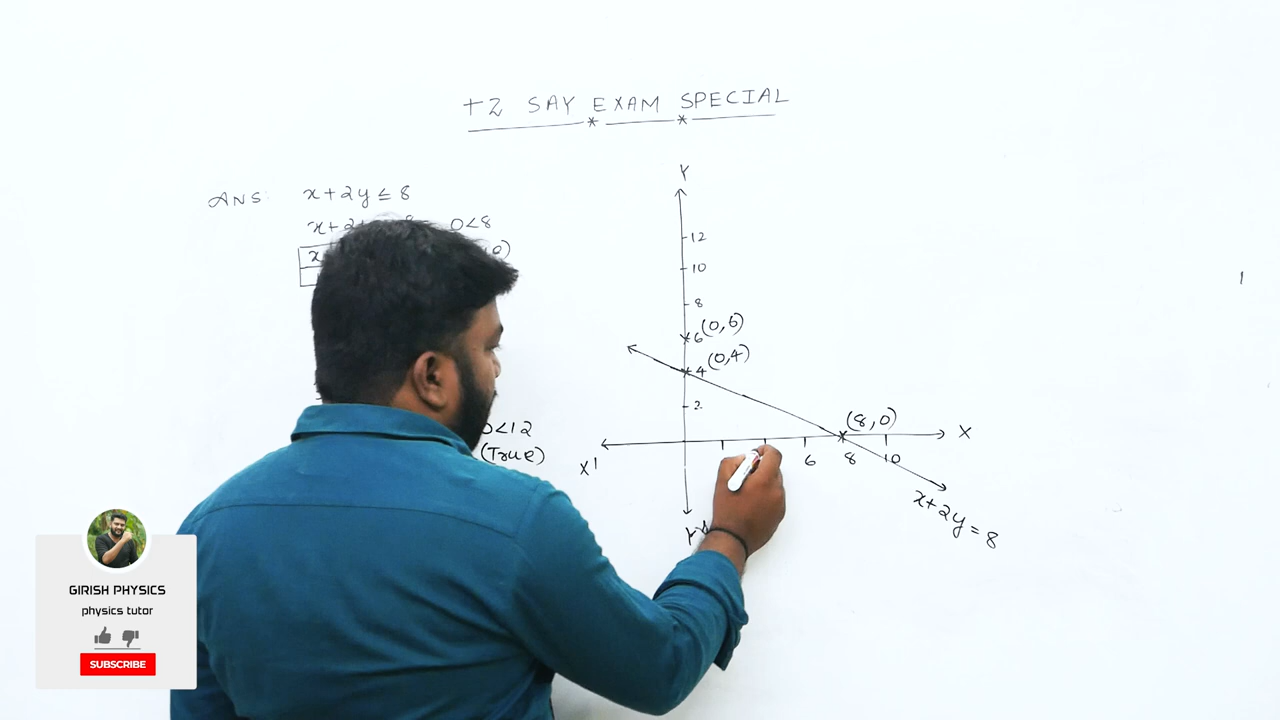 +2 SAY EXAM SPECIAL
ANS: x+2y≤8
0<8
0<12
(True)
Y
12
10
8
6 (0,6)
4 (0,4)
2
(8,0)
X
X'
6 8 10
x+2y=8
GIRISH PHYSICS
physics tutor
SUBSCRIBE